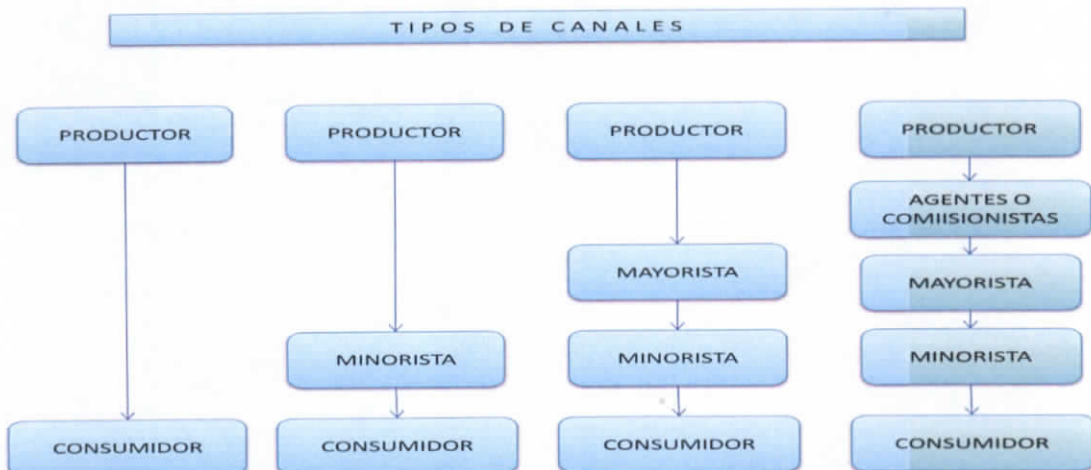 TIPOS DE CANALES
PRODUCTOR
CONSUMIDOR
PRODUCTOR
MINORISTA
CONSUMIDOR
PRODUCTOR
MAYORISTA
MINORISTA
CONSUMIDOR
PRODUCTOR
AGENTES O
COMIISIONISTAS
MAYORISTA
MINORISTA
CONSUMIDOR